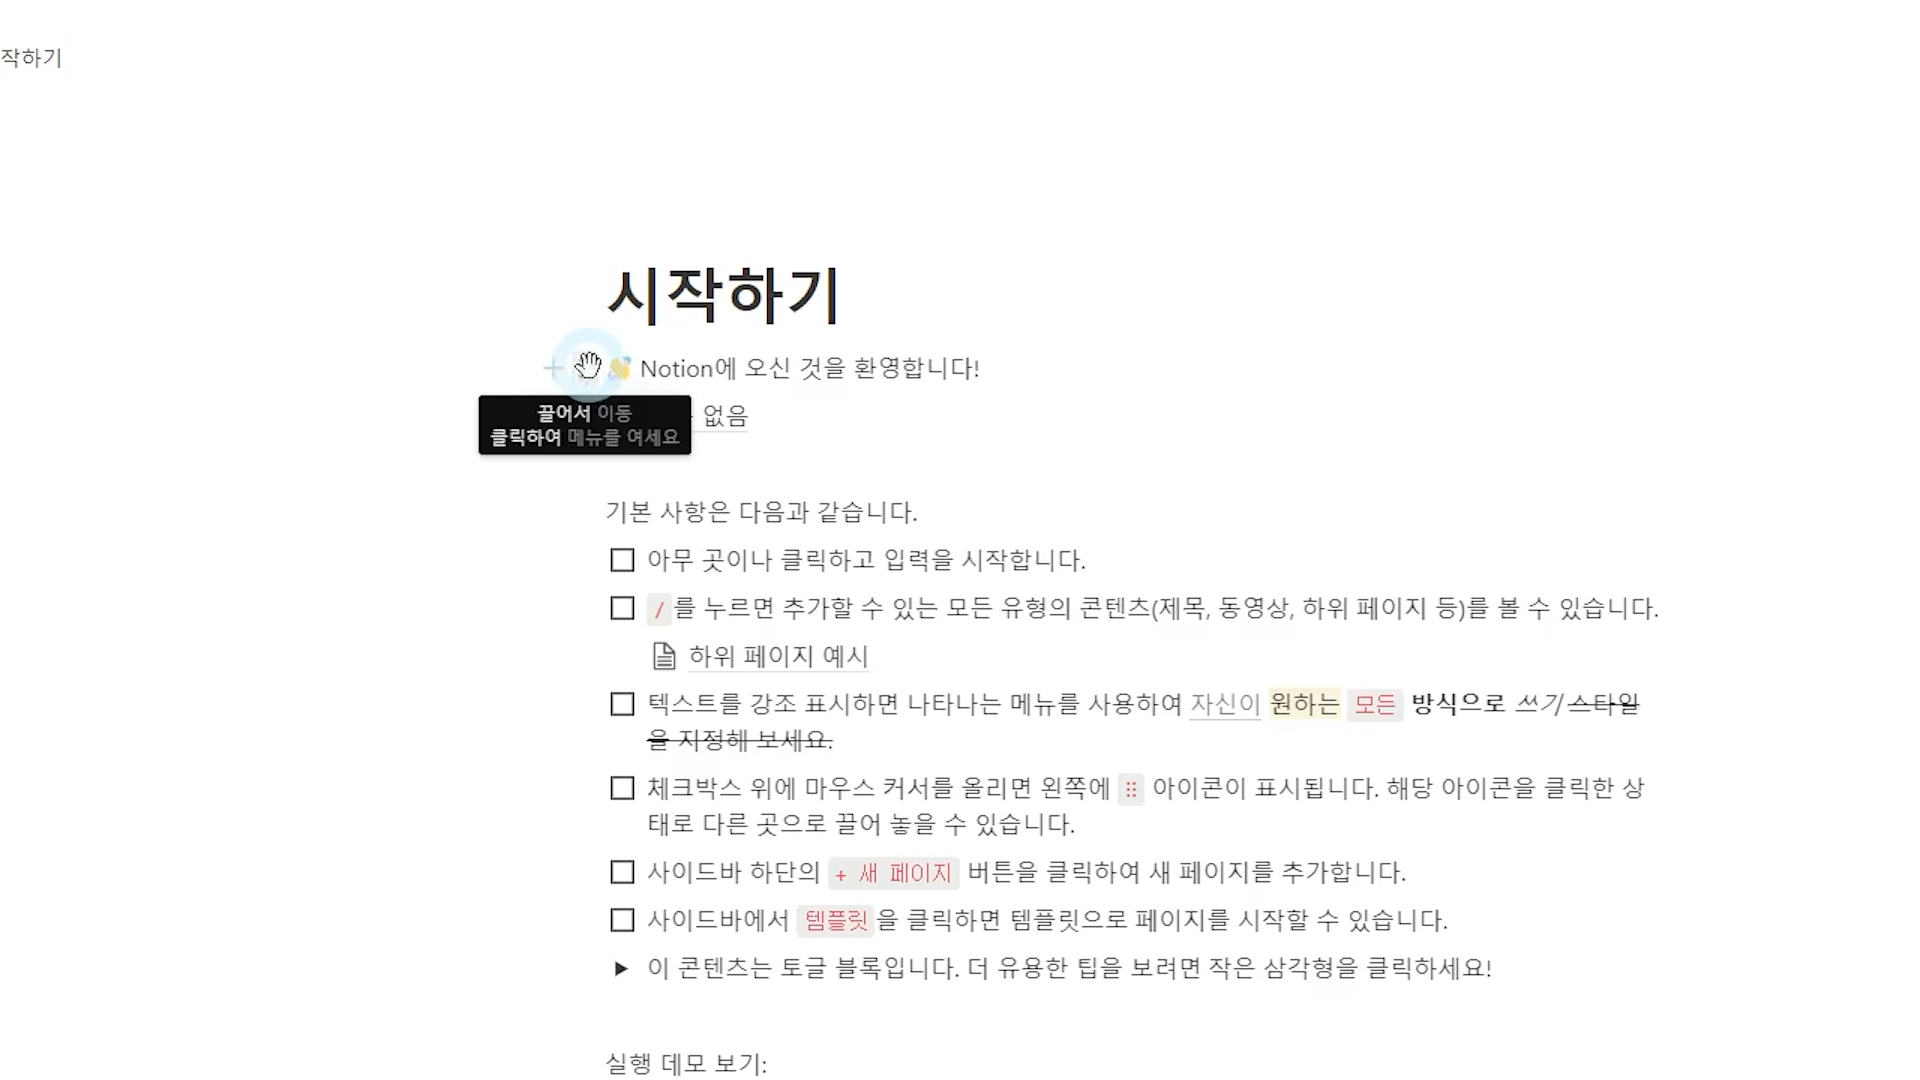 작하기
시작하기
Notion에 오신 것을 환영합니다!
끌어서 이동
클릭하여 메뉴를 여세요
없음
기본 사항은 다음과 같습니다.
아무 곳이나 클릭하고 입력을 시작합니다.
/를 누르면 추가할 수 있는 모든 유형의 콘텐츠(제목, 동영상, 하위 페이지 등)를 볼 수 있습니다.
하위 페이지 예시
텍스트를 강조 표시하면 나타나는 메뉴를 사용하여 자신이 원하는 모든 방식으로 쓰기 스타일
을 지정해 보세요.
체크박스 위에 마우스 커서를 올리면 왼쪽에 ⠿ 아이콘이 표시됩니다. 해당 아이콘을 클릭한 상
태로 다른 곳으로 끌어 놓을 수 있습니다.
사이드바 하단의 + 새 페이지 버튼을 클릭하여 새 페이지를 추가합니다.
사이드바에서 템플릿을 클릭하면 템플릿으로 페이지를 시작할 수 있습니다.
이 콘텐츠는 토글 블록입니다. 더 유용한 팁을 보려면 작은 삼각형을 클릭하세요!
실행 데모 보기: